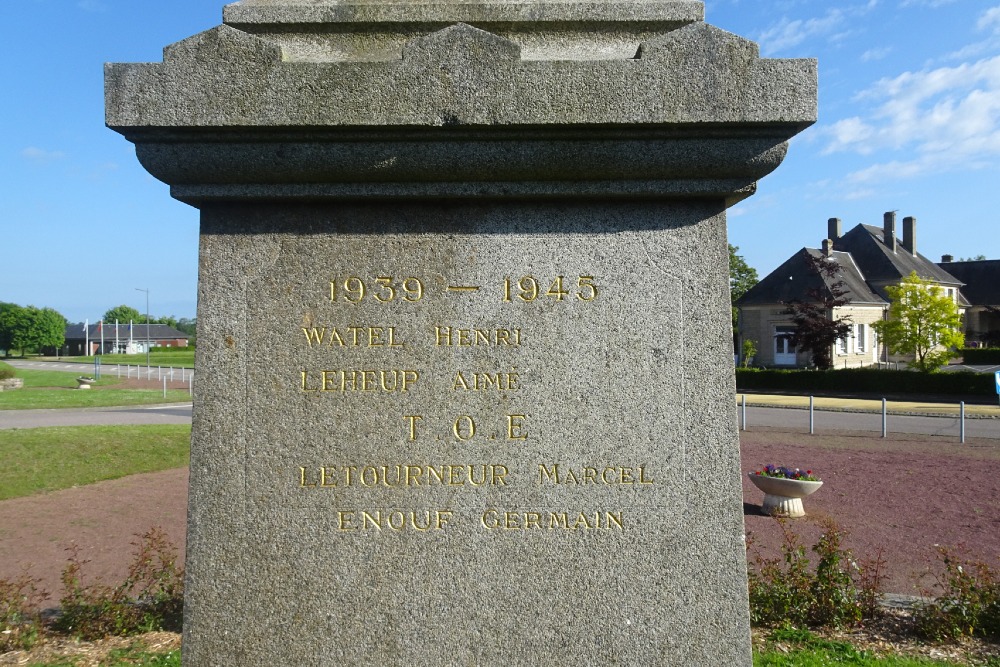 1939 — 1945
WATEL HENRI
LEHEUP AIMÉ
T.O.E
LETOURNEUR MARCEL
ENOUF GERMAIN